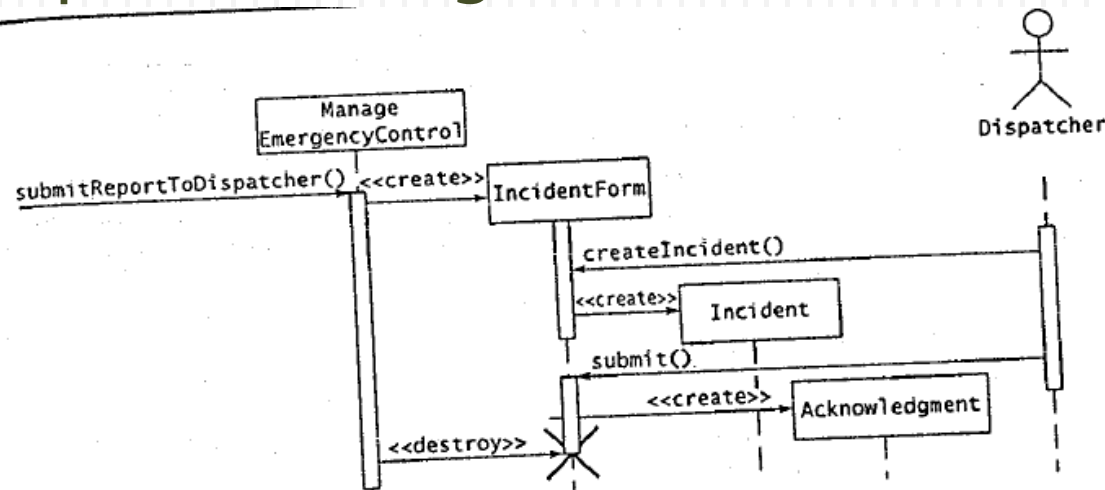 Manage
EmergencyControl
Dispatcher
submitReportToDispatcher()
<<create>>
IncidentForm
createIncident()
<<create>>
Incident
submit()
<<create>>
Acknowledgment
<<destroy>>